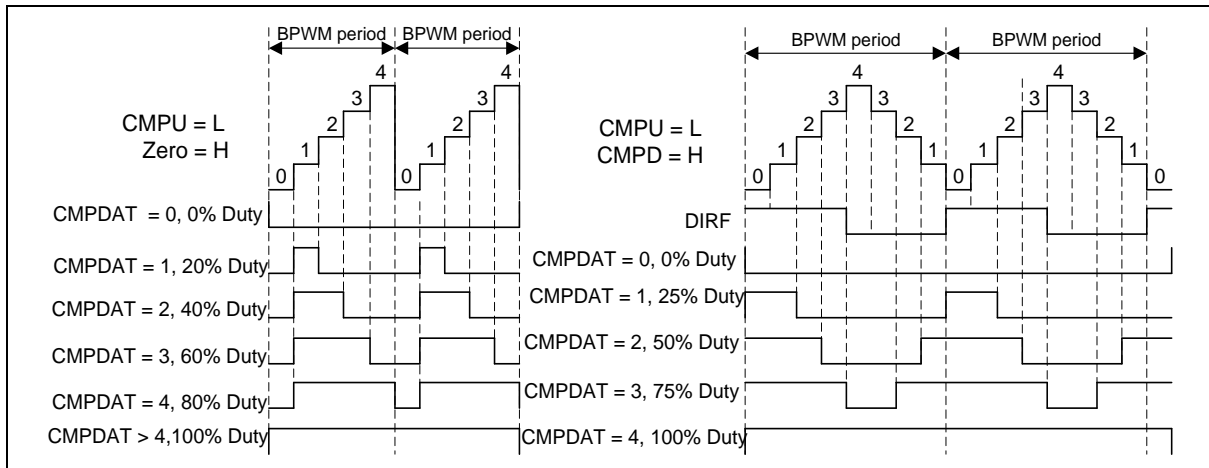 BPWM period BPWM period
4 4
3 3
2 2
1 1
0 0
CMPU = L
Zero = H
CMPDAT = 0, 0% Duty
CMPDAT = 1, 20% Duty
CMPDAT = 2, 40% Duty
CMPDAT = 3, 60% Duty
CMPDAT = 4, 80% Duty
CMPDAT > 4,100% Duty
BPWM period BPWM period
4 4
3 3 3 3
2 2 2 2
1 1 1 1
0 0 0
CMPU = L
CMPD = H
DIRF
CMPDAT = 0, 0% Duty
CMPDAT = 1, 25% Duty
CMPDAT = 2, 50% Duty
CMPDAT = 3, 75% Duty
CMPDAT = 4, 100% Duty